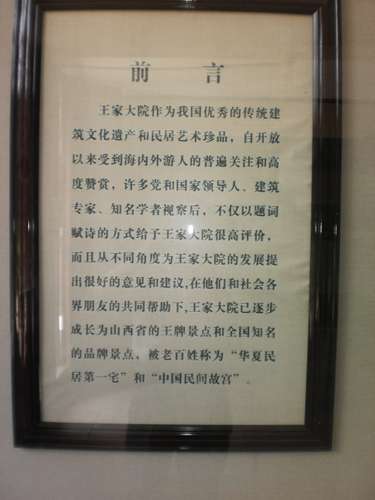 前言
王家大院作为我国优秀的传统建
筑文化遗产和民居艺术珍品，自开放
以来受到海内外游人的普遍关注和高
度赞赏，许多党和国家领导人、建筑
专家、知名学者视察后，不仅以题词
赋诗的方式给予王家大院很高评价，
而且从不同角度为王家大院的发展提
出很好的意见和建议，在他们和社会各
界朋友的共同帮助下，王家大院已逐步
成长为山西省的王牌景点和全国知名
的品牌景点、被老百姓称为“华夏民
居第一宅”和“中国民间故宫”。